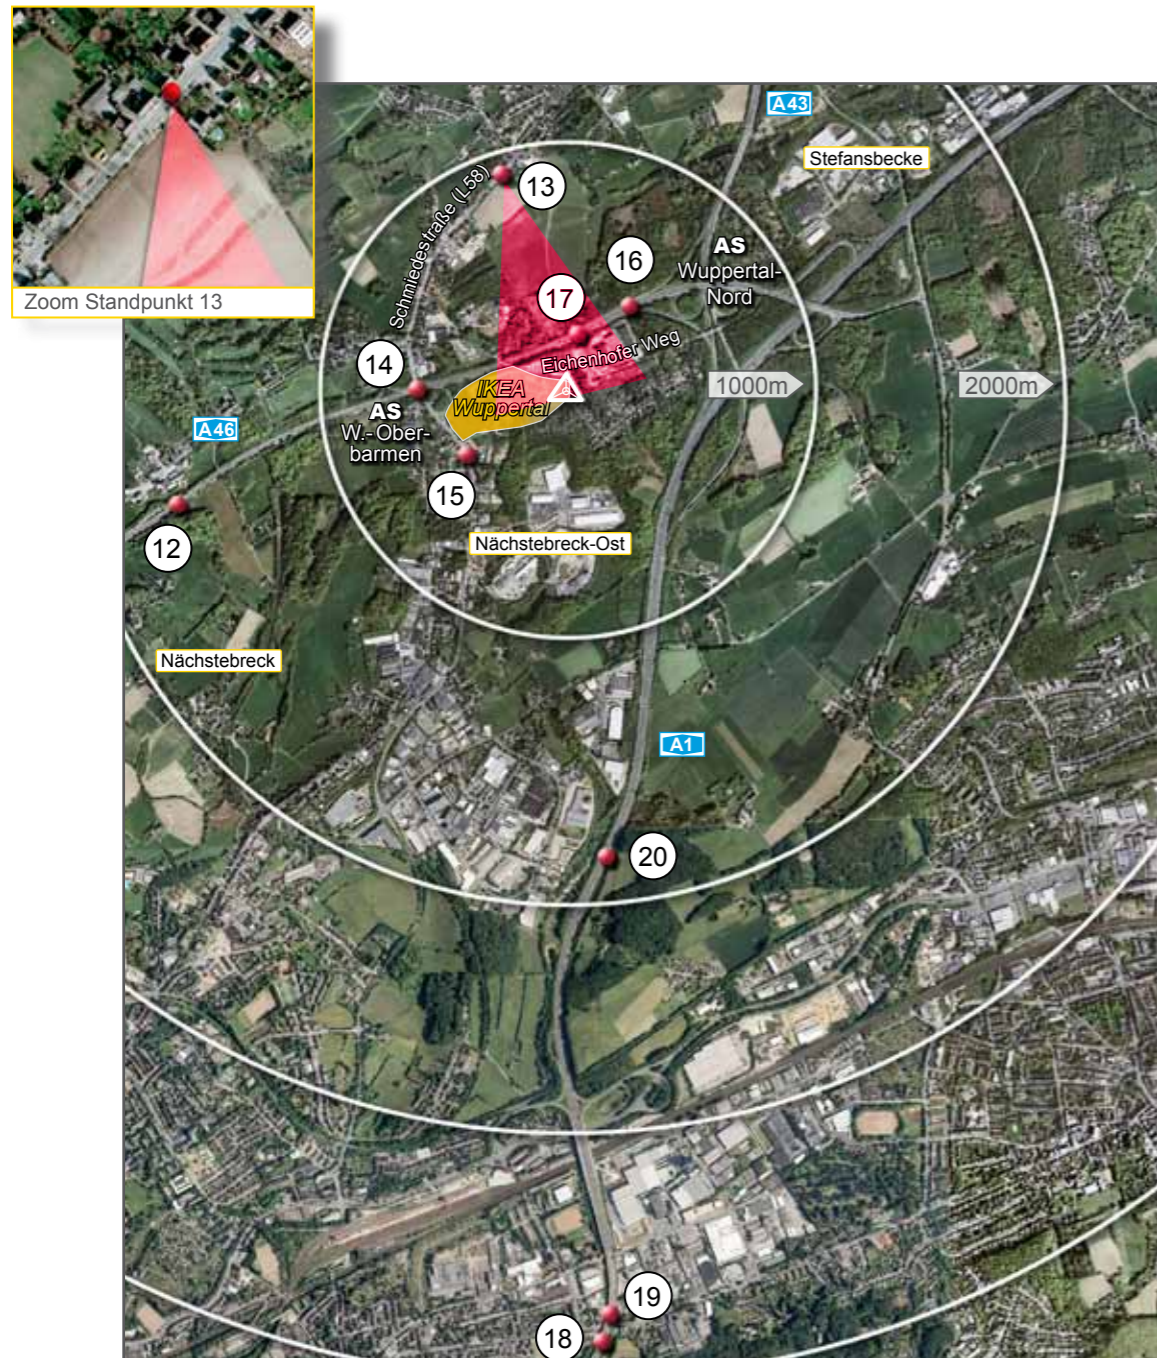 Zoom Standpunkt 13
A43
Stefansbecke
13
Schmiedestraße (L58)
16
AS
Wuppertal-
Nord
17
Eichenhofer Weg
14
IKEA
Wuppertal
1000m
2000m
AS
W.-Ober-
barmen
A46
15
12
Nächstebreck-Ost
Nächstebreck
A1
20
19
18